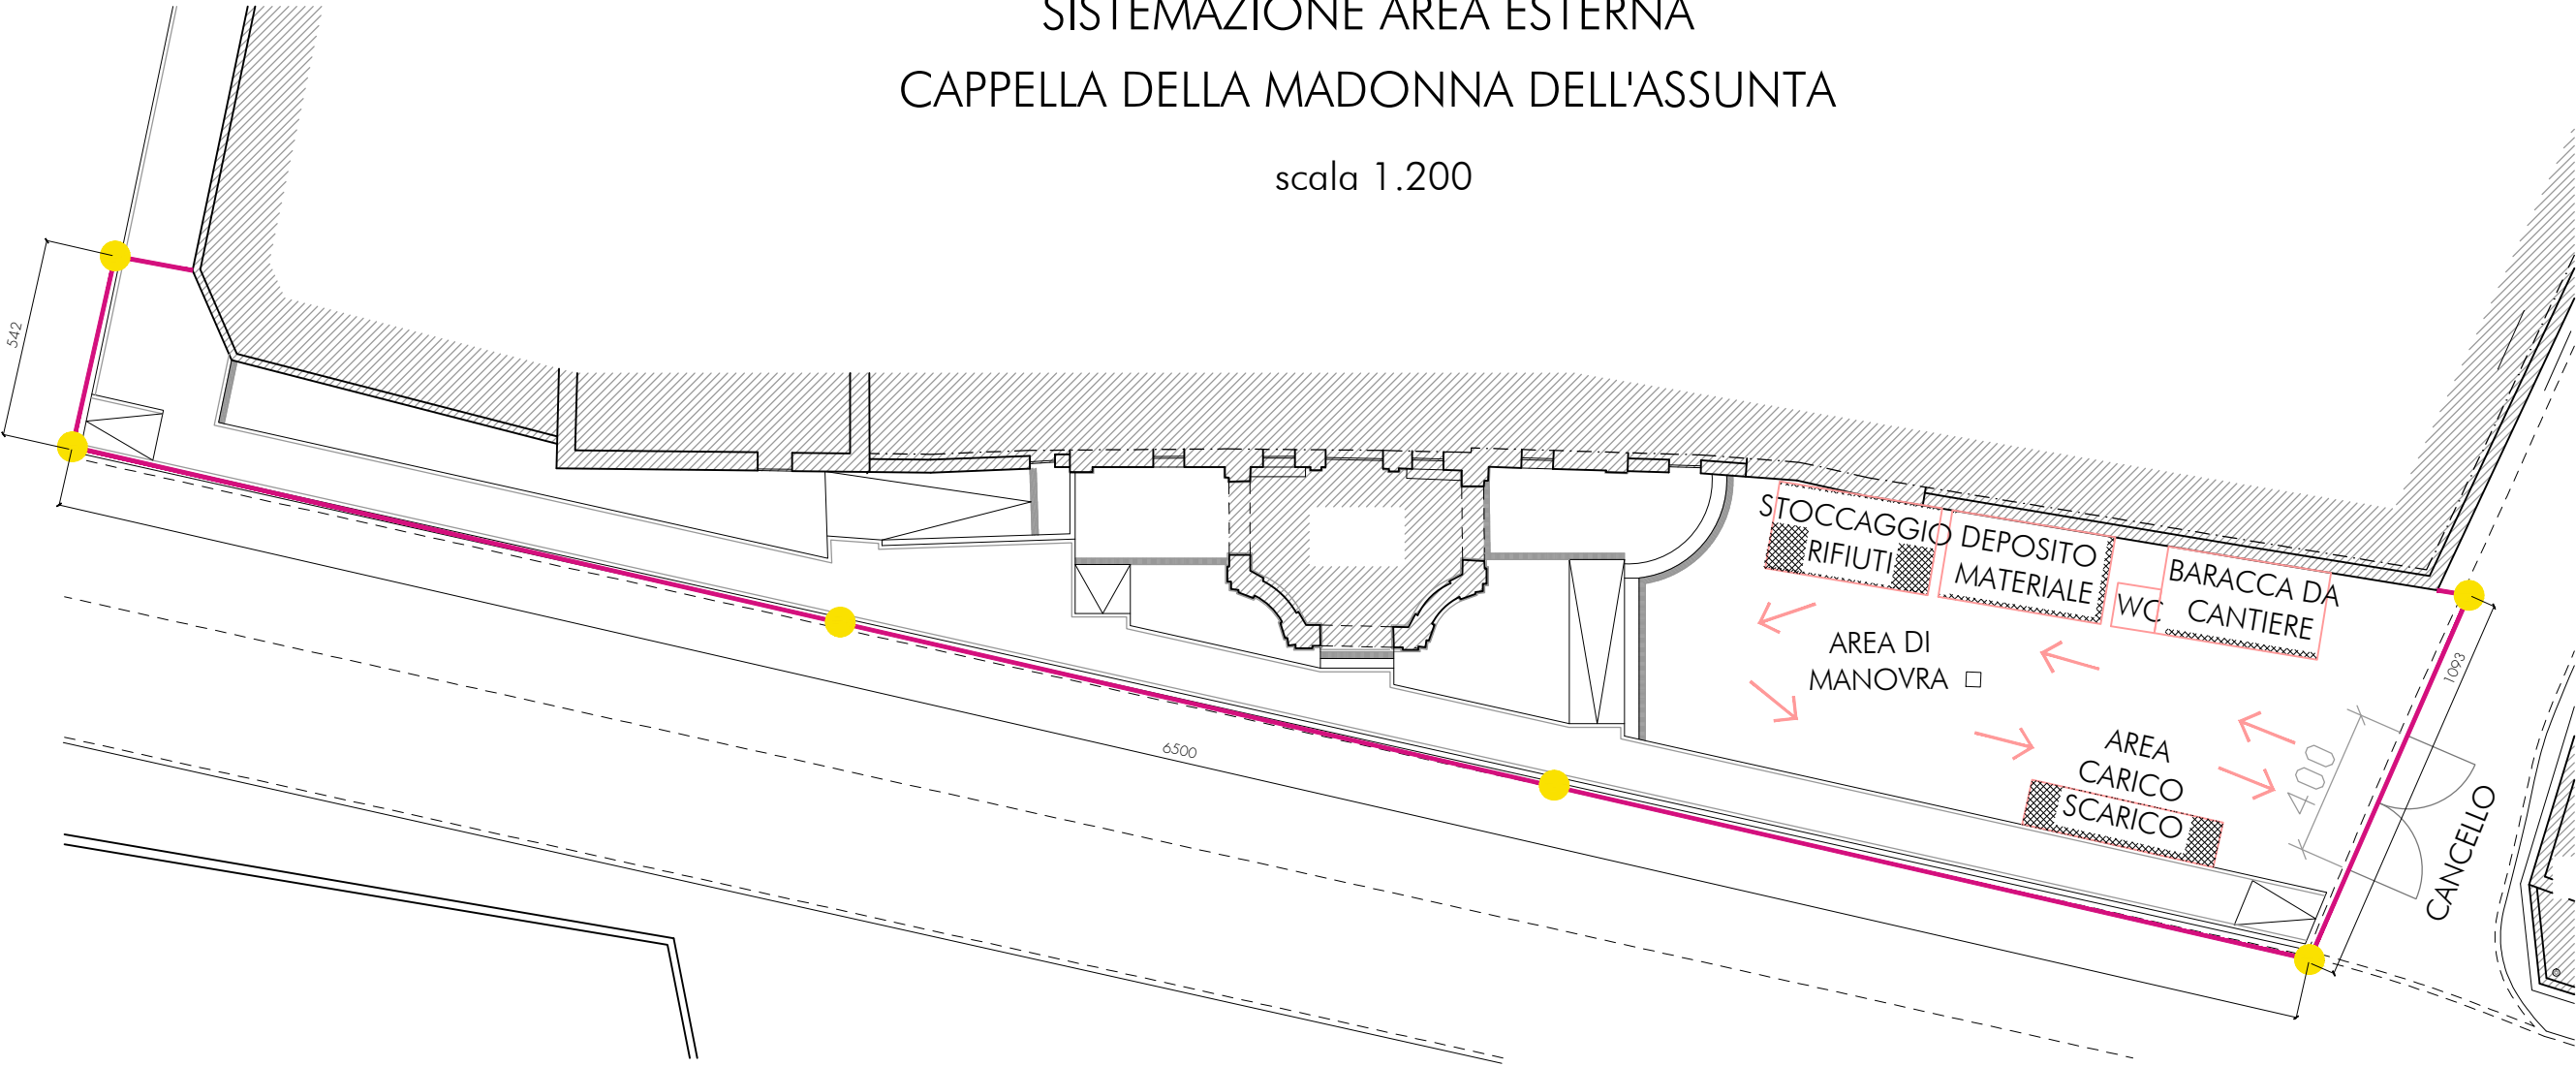 SISTEMAZIONE AREA ESTERNA
CAPPELLA DELLA MADONNA DELL'ASSUNTA
scala 1.200
542
6500
STOCCAGGIO
RIFIUTI
DEPOSITO
MATERIALE
WC
BARACCA DA
CANTIERE
AREA DI
MANOVRA
1093
AREA
CARICO
SCARICO
400
CANCELLO